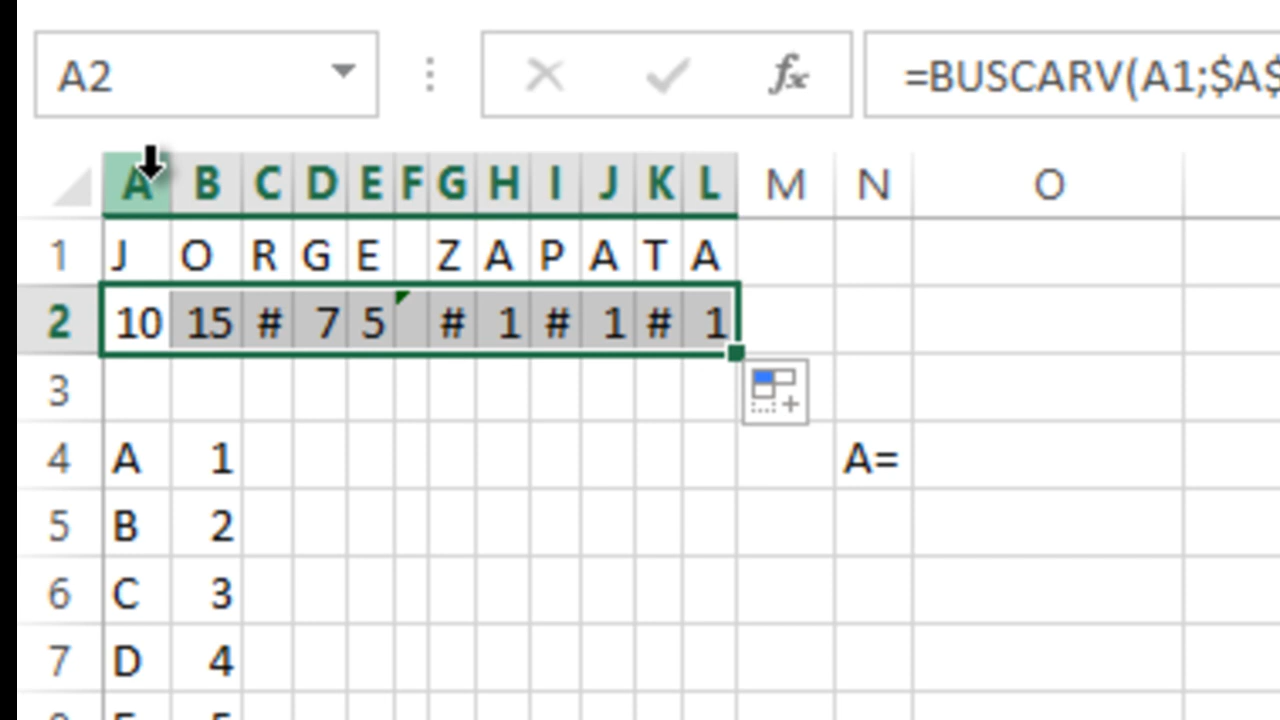 A2 fx =BUSCARV(A1;$A$
A B C D E F G H I J K L M N O
1 J O R G E Z A P A T A
2 10 15 # 7 5 # 1 # 1 # 1
3
4 A 1 A=
5 B 2
6 C 3
7 D 4